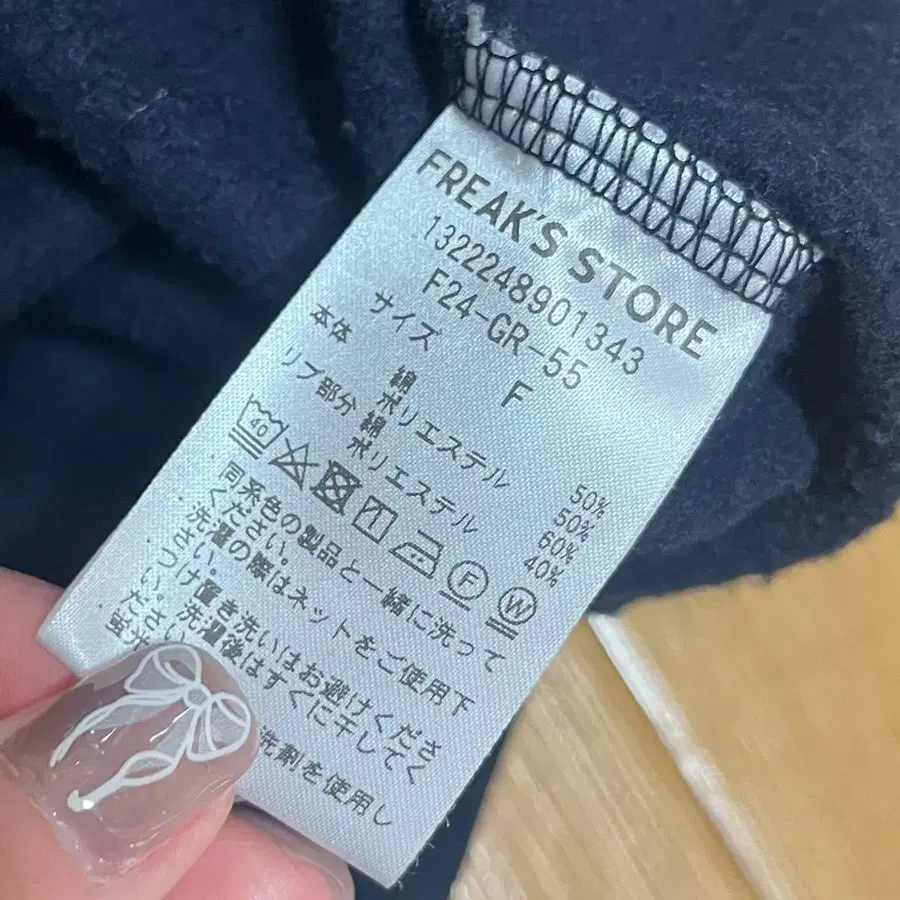 FREAK'S STORE
1322248901343
F24-GR-55
サイズ F
本体 綿 50%
ポリエステル 50%
リブ部分 綿 60%
ポリエステル 40%
40 F W
・同系色の製品と一緒に洗って
ください。
・洗濯の際はネットをご使用下
さい。
・つけ置き洗いはお避けくださ
い。洗濯後はすぐに干してく
ださい。
洗剤を使用し